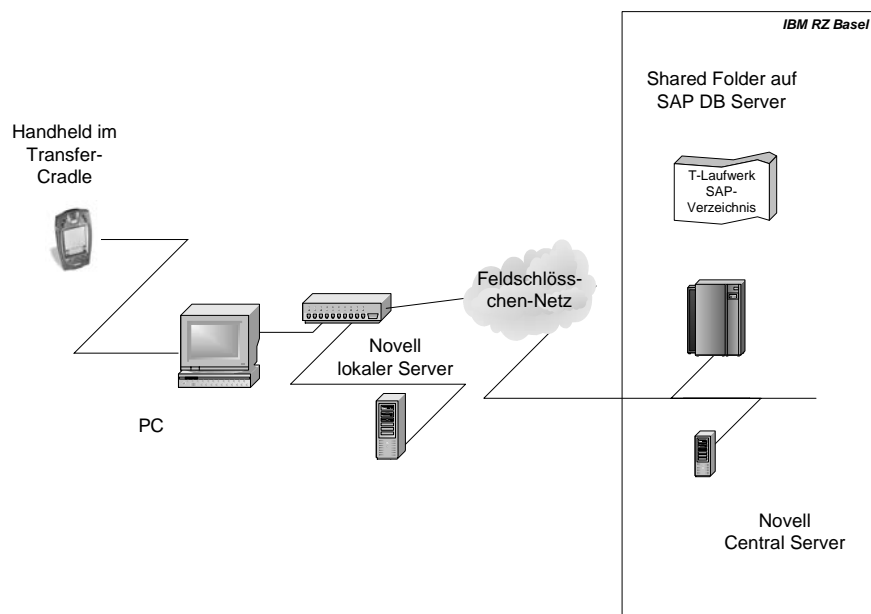 IBM RZ Basel
Shared Folder auf
SAP DB Server
Handheld im
Transfer-
Cradle
T-Laufwerk
SAP-
Verzeichnis
Feldschlöss-
chen-Netz
Novell
lokaler Server
PC
Novell
Central Server